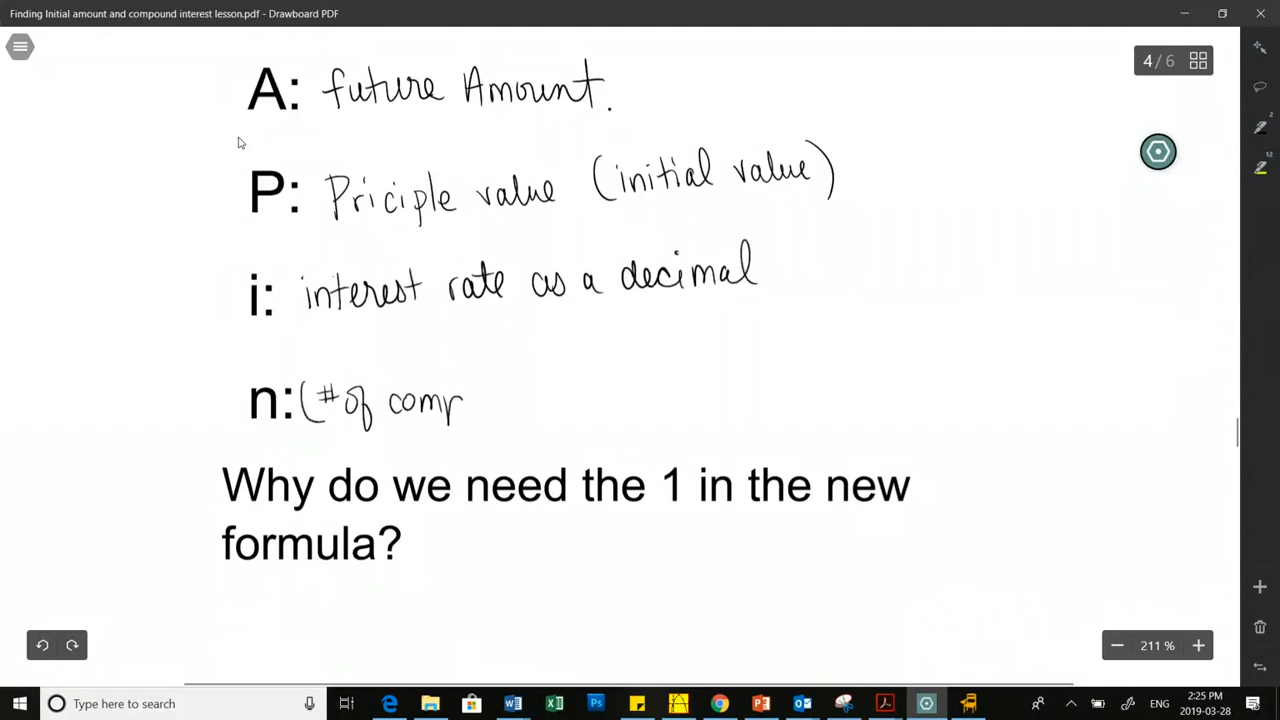 Finding Initial amount and compound interest lesson.pdf - Drawboard PDF
4 / 6
A: future Amount.
P: Priciple value (initial value)
i: interest rate as a decimal
n: (# of comp
Why do we need the 1 in the new
formula?
211 %
Type here to search
ENG
2:25 PM
2019-03-28